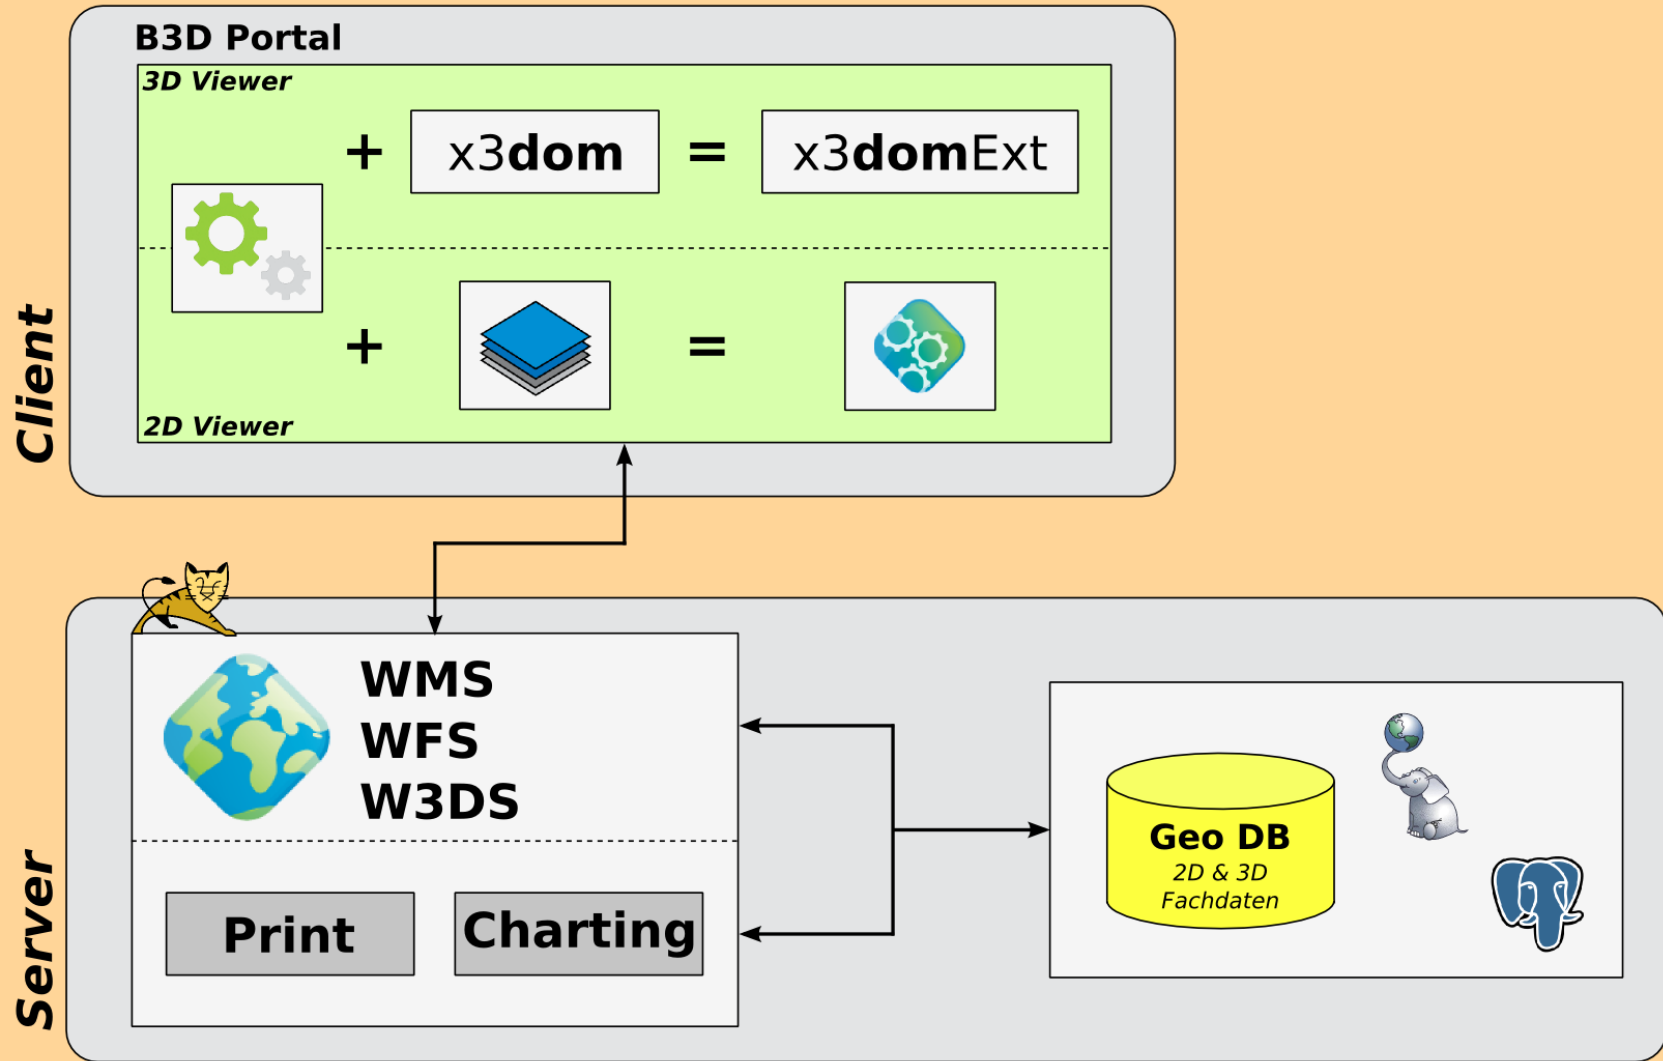 B3D Portal
3D Viewer
+ x3dom = x3domExt
+ =
2D Viewer
Client
WMS
WFS
W3DS
Print
Charting
Geo DB
2D & 3D
Fachdaten
Server